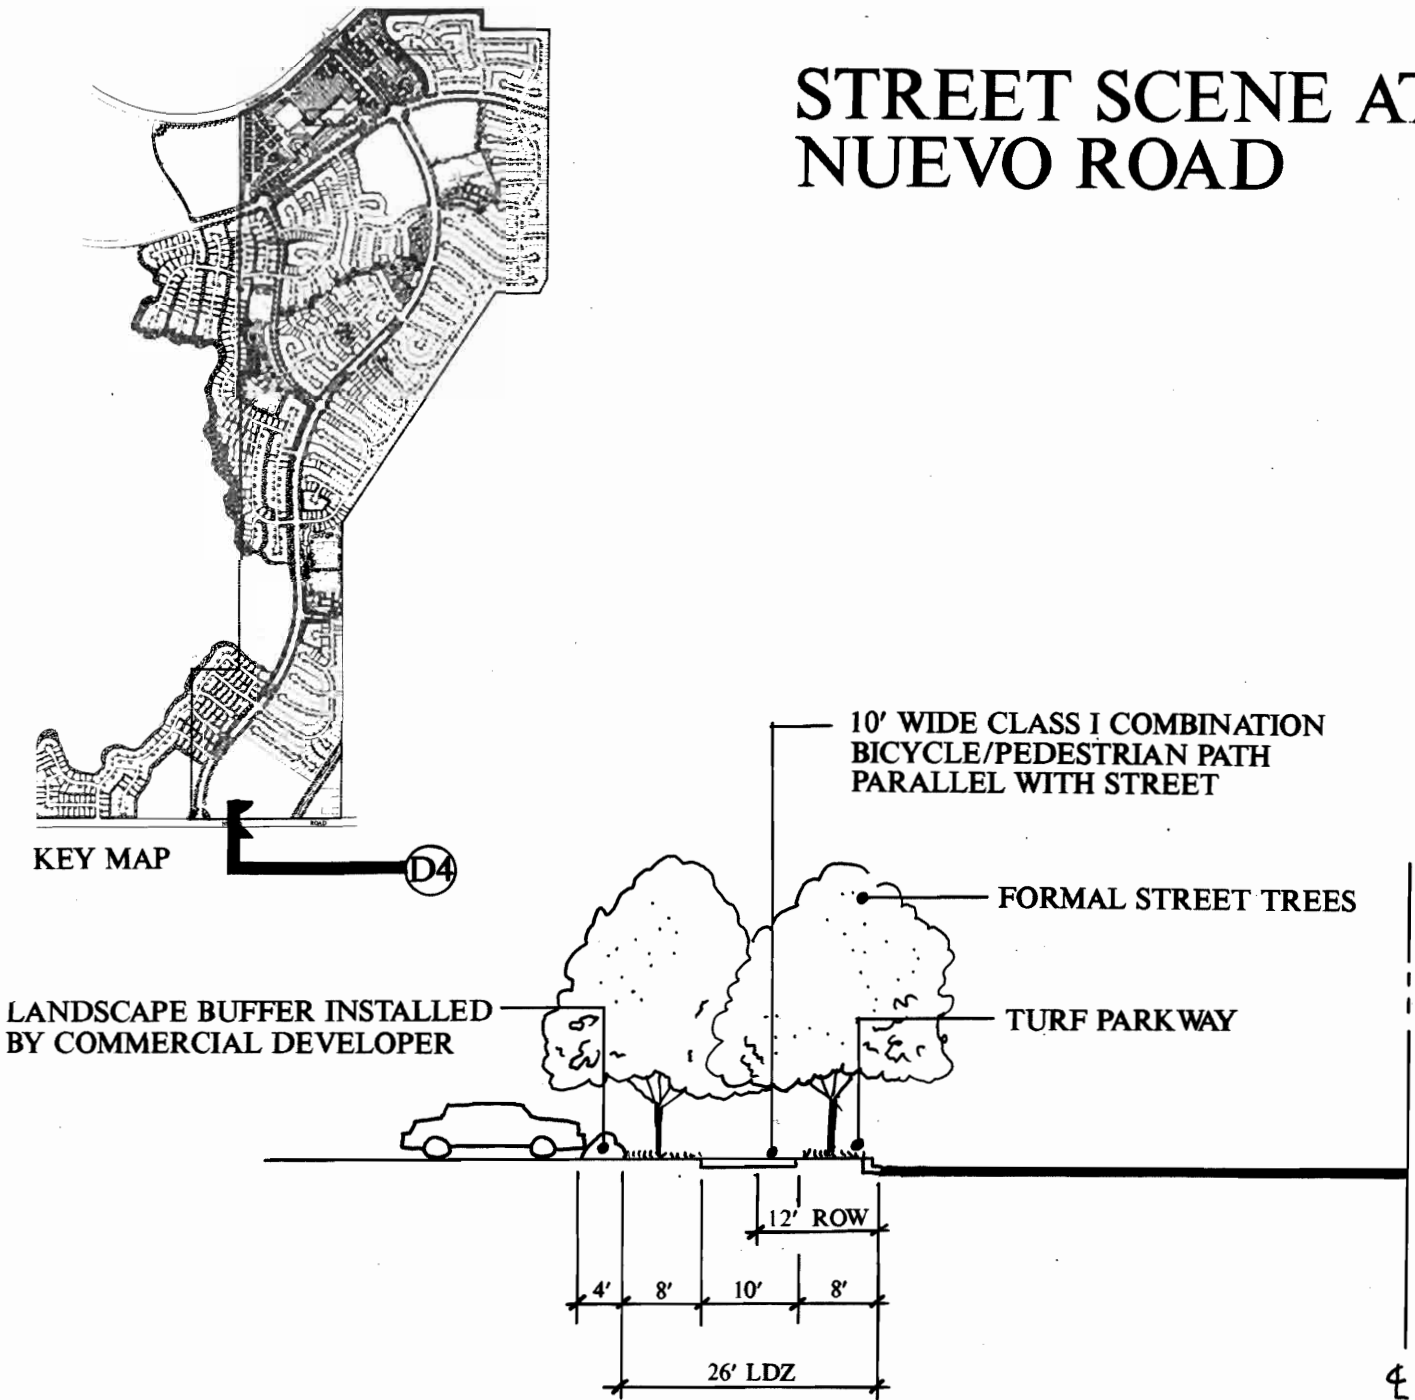 STREET SCENE AT
NUEVO ROAD
10' WIDE CLASS I COMBINATION
BICYCLE/PEDESTRIAN PATH
PARALLEL WITH STREET
ROAD
KEY MAP
D4
FORMAL STREET TREES
LANDSCAPE BUFFER INSTALLED
BY COMMERCIAL DEVELOPER
TURF PARKWAY
12' ROW
4' 8' 10' 8'
26' LDZ
℄